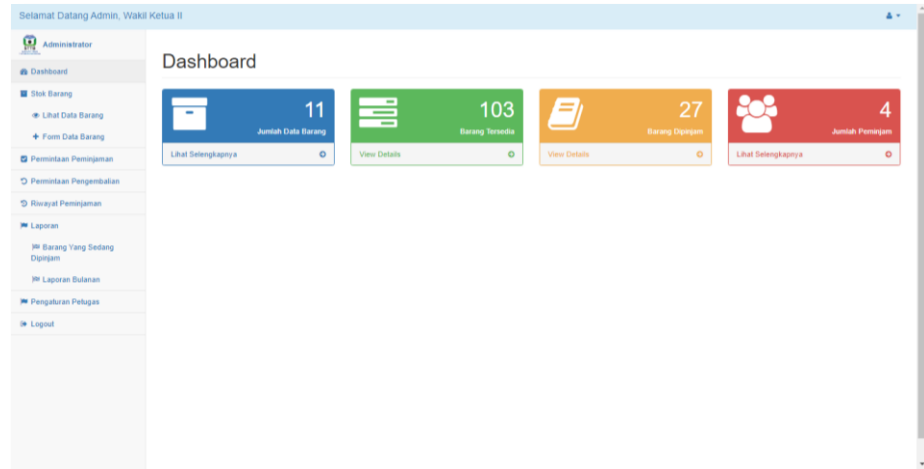 Selamat Datang Admin, Wakil Ketua II
Administrator
Dashboard
Stok Barang
Lihat Data Barang
Form Data Barang
Permintaan Peminjaman
Permintaan Pengembalian
Riwayat Peminjaman
Laporan
Barang Yang Sedang
Dipinjam
Laporan Bulanan
Pengaturan Petugas
Logout
Dashboard
11
Jumlah Data Barang
Lihat Selengkapnya
103
Barang Tersedia
View Details
27
Barang Dipinjam
View Details
4
Jumlah Peminjam
Lihat Selengkapnya